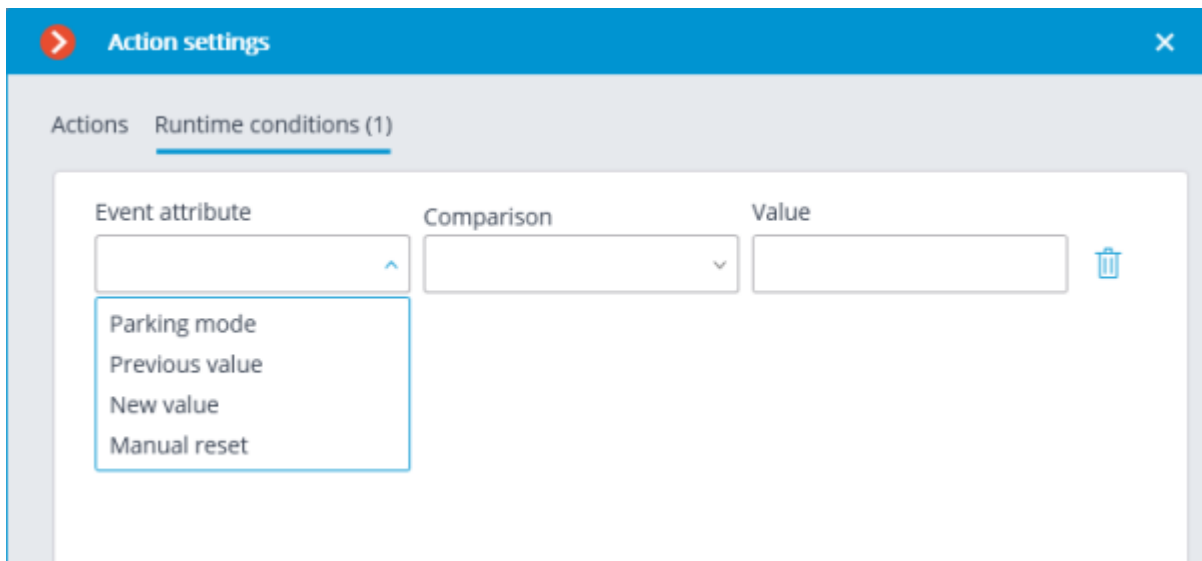 Action settings
Actions Runtime conditions (1)
Event attribute Comparison Value
Parking mode
Previous value
New value
Manual reset